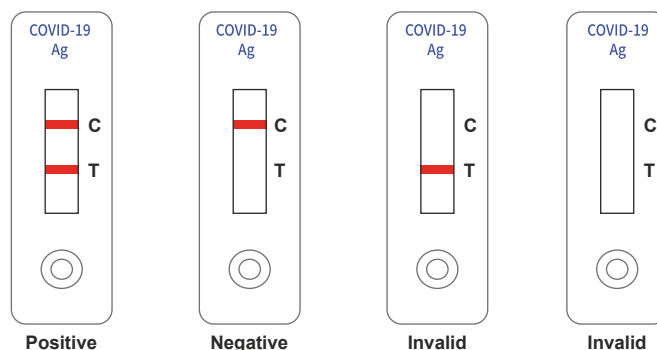 COVID-19
Ag
C
T
Positive
COVID-19
Ag
C
T
Negative
COVID-19
Ag
C
T
Invalid
COVID-19
Ag
C
T
Invalid